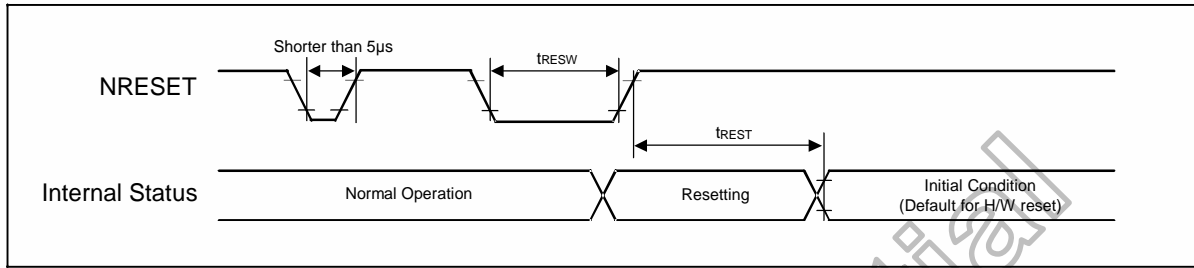 Shorter than 5µs
tRESW
NRESET
tREST
Internal Status
Normal Operation
Resetting
Initial Condition
(Default for H/W reset)